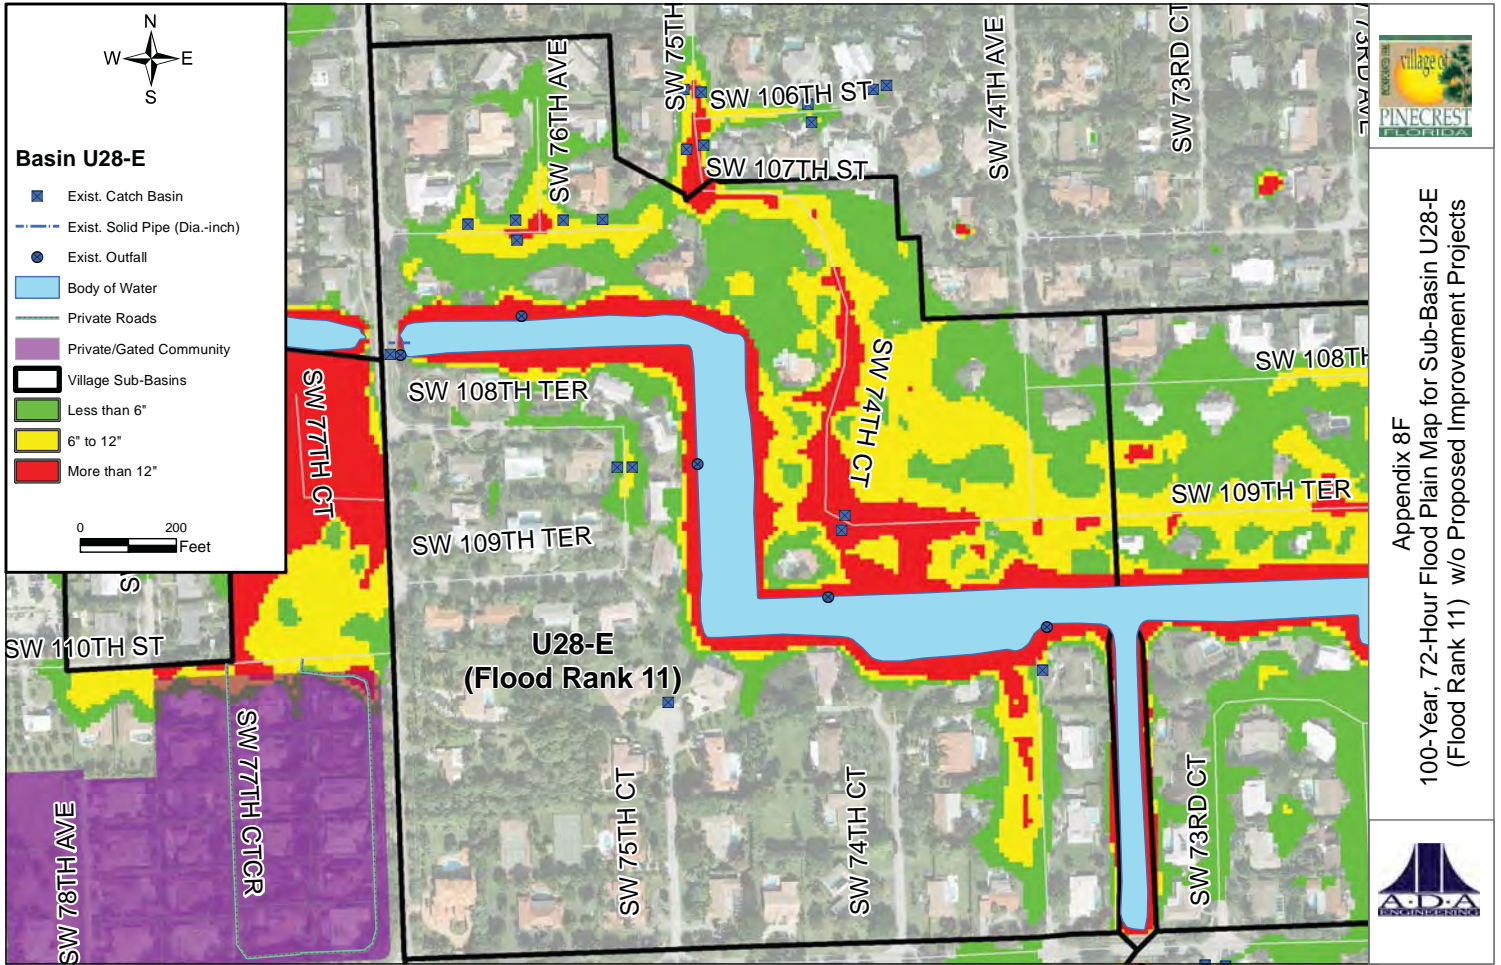 N
W
E
S
Basin U28-E
Exist. Catch Basin
Exist. Solid Pipe (Dia.-inch)
Exist. Outfall
Body of Water
Private Roads
Private/Gated Community
Village Sub-Basins
Less than 6"
6" to 12"
More than 12"
0
200
Feet
SW 76TH AVE
SW 75TH
SW 106TH ST
SW 107TH ST
SW 74TH AVE
SW 73RD CT
73RD AVE
SW 77TH CT
SW 108TH TER
SW 74TH CT
SW 108TH
SW 109TH TER
SW 109TH TER
S
SW 110TH ST
U28-E
(Flood Rank 11)
SW 77TH CTCR
SW 78TH AVE
SW 75TH CT
SW 74TH CT
SW 73RD CT
village of
PINECREST
FLORIDA
Appendix 8F
100-Year, 72-Hour Flood Plain Map for Sub-Basin U28-E
(Flood Rank 11) w/o Proposed Improvement Projects
A·D·A
ENGINEERING